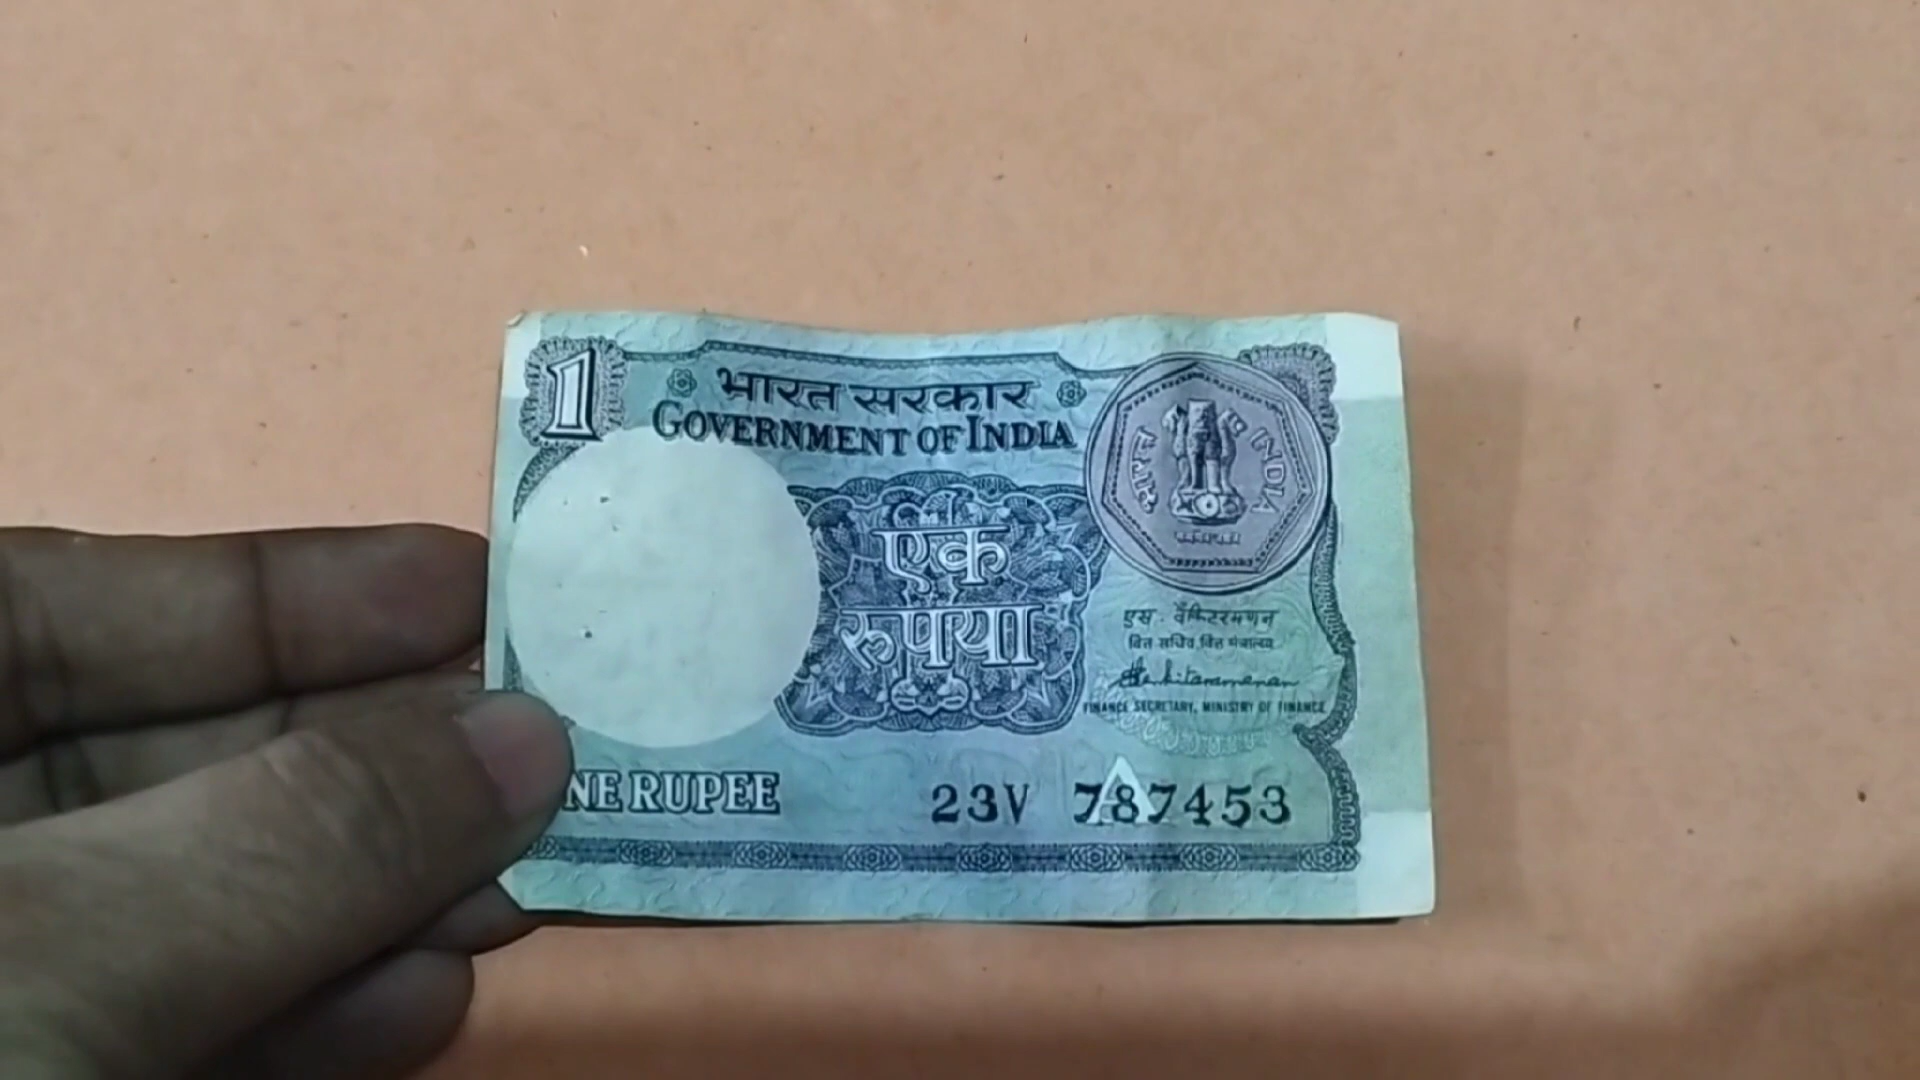 1
भारत सरकार
GOVERNMENT OF INDIA
भारत INDIA
एक
रुपया
एस. वेंकिटरमणन
वित्त सचिव, वित्त मंत्रालय
FINANCE SECRETARY, MINISTRY OF FINANCE
NE RUPEE
23V 787453
A